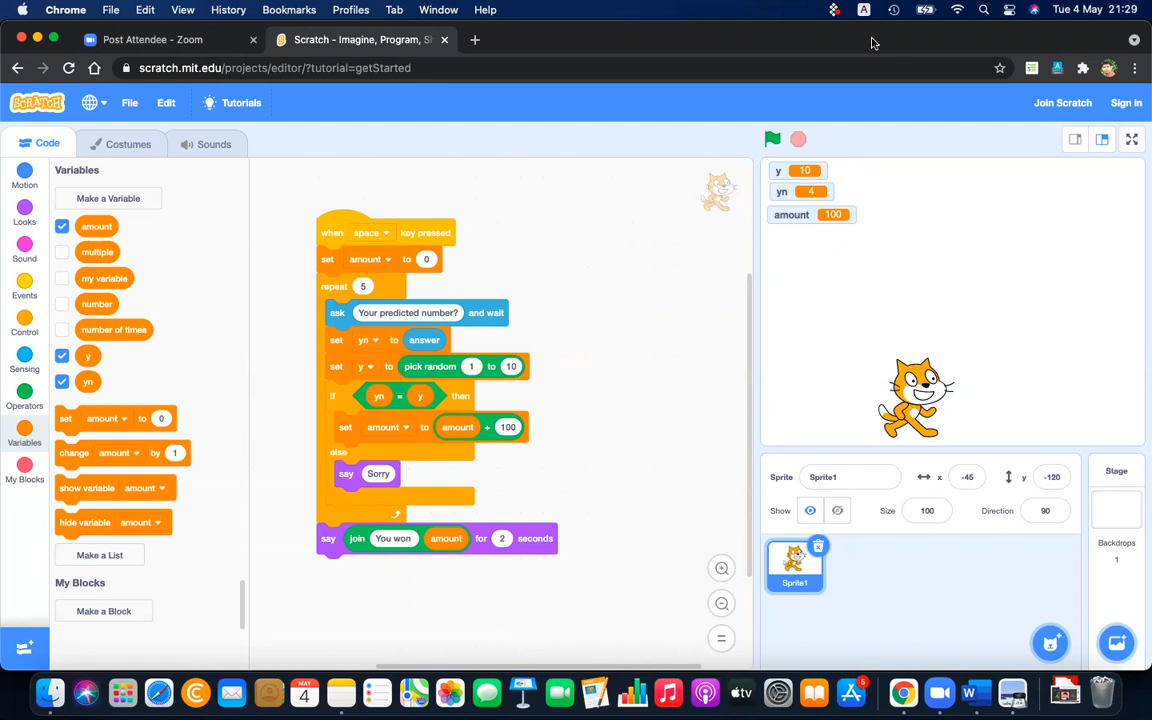 Chrome File Edit View History Bookmarks Profiles Tab Window Help A Tue 4 May 21:29
Post Attendee - Zoom Scratch - Imagine, Program, S
scratch.mit.edu/projects/editor/?tutorial=getStarted
SCRATCH File Edit Tutorials Join Scratch Sign in
Code Costumes Sounds
Motion
Looks
Sound
Events
Control
Sensing
Operators
Variables
My Blocks
Variables
Make a Variable
amount
multiple
my variable
number
number of times
y
yn
set amount to 0
change amount by 1
show variable amount
hide variable amount
Make a List
My Blocks
Make a Block
when space key pressed
set amount to 0
repeat 5
ask Your predicted number? and wait
set yn to answer
set y to pick random 1 to 10
if yn = y then
set amount to amount + 100
else
say Sorry
say join You won amount for 2 seconds
y 10
yn 4
amount 100
Sprite Sprite1 x -45 y -120
Show Size 100 Direction 90
Sprite1
Stage
Backdrops
1
MAY
4
tv
6